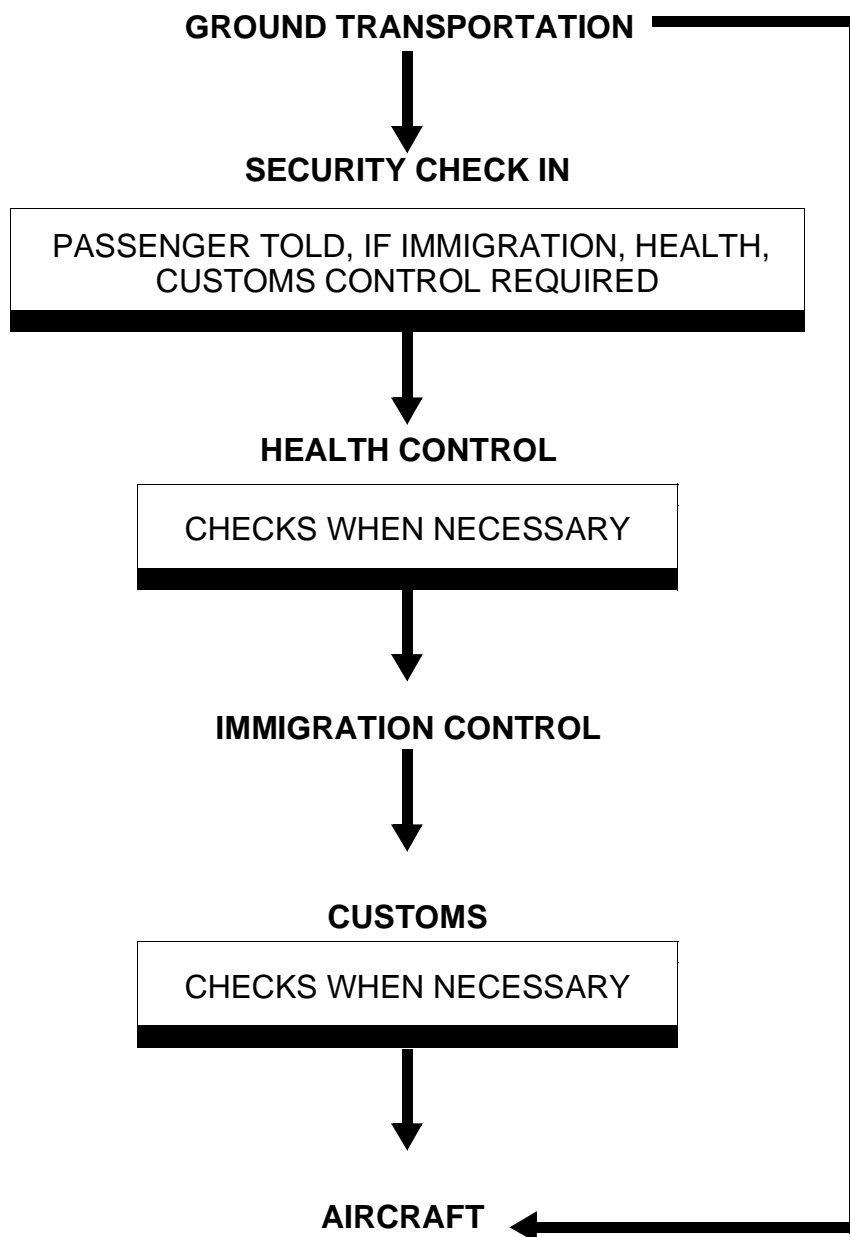 GROUND TRANSPORTATION
SECURITY CHECK IN
PASSENGER TOLD, IF IMMIGRATION, HEALTH,
CUSTOMS CONTROL REQUIRED
HEALTH CONTROL
CHECKS WHEN NECESSARY
IMMIGRATION CONTROL
CUSTOMS
CHECKS WHEN NECESSARY
AIRCRAFT